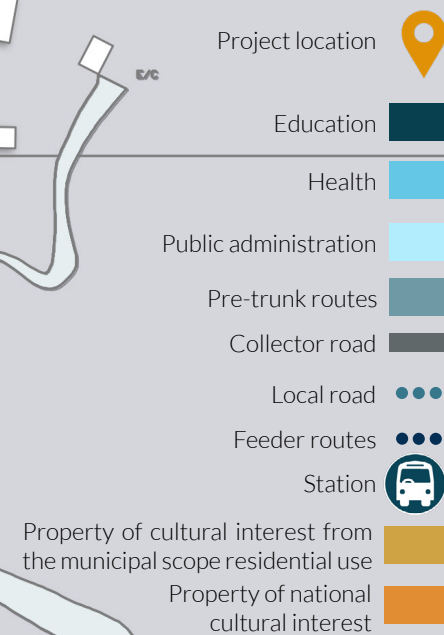 Project location
E/C
Education
Health
Public administration
Pre-trunk routes
Collector road
Local road
Feeder routes
Station
Property of cultural interest from
the municipal scope residential use
Property of national
cultural interest